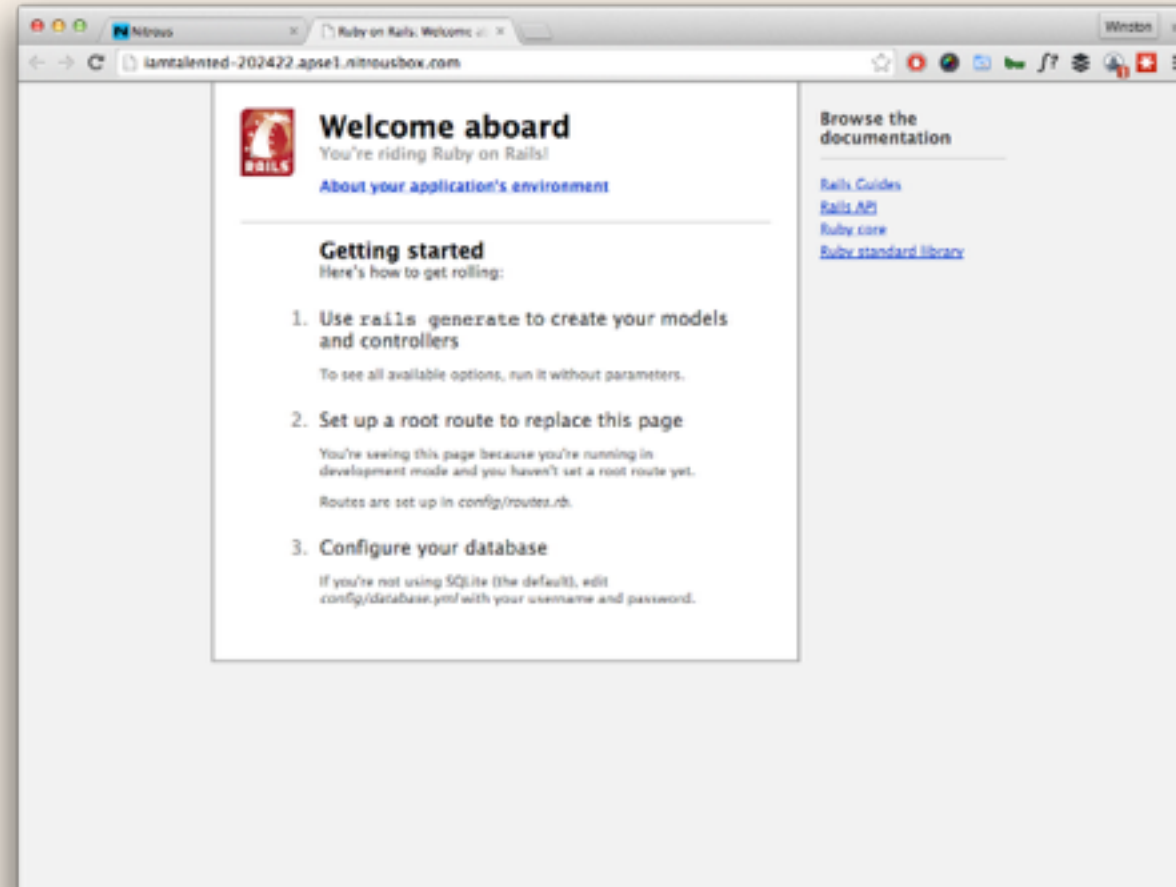 Nitrous
Ruby on Rails: Welcome a
Winston
iamtalented-202422.apse1.nitrousbox.com
RAILS
Welcome aboard
You're riding Ruby on Rails!
About your application's environment
Getting started
Here's how to get rolling:
1. Use rails generate to create your models
and controllers
To see all available options, run it without parameters.
2. Set up a root route to replace this page
You're seeing this page because you're running in
development mode and you haven't set a root route yet.
Routes are set up in config/routes.rb.
3. Configure your database
If you're not using SQLite (the default), edit
config/database.yml with your username and password.
Browse the
documentation
Rails Guides
Rails API
Ruby core
Ruby standard library